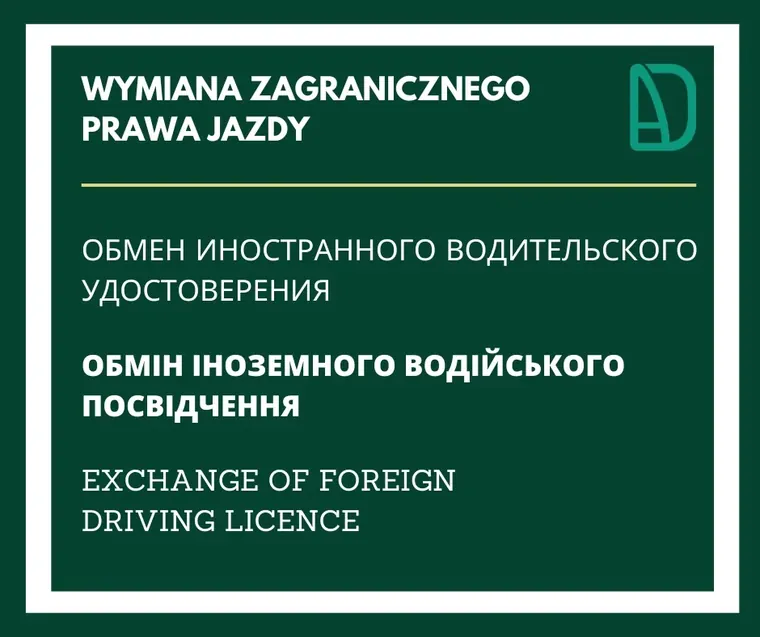 WYMIANA ZAGRANICZNEGO
PRAWA JAZDY
ОБМЕН ИНОСТРАННОГО ВОДИТЕЛЬСКОГО
УДОСТОВЕРЕНИЯ
ОБМІН ІНОЗЕМНОГО ВОДІЙСЬКОГО
ПОСВІДЧЕННЯ
EXCHANGE OF FOREIGN
DRIVING LICENCE